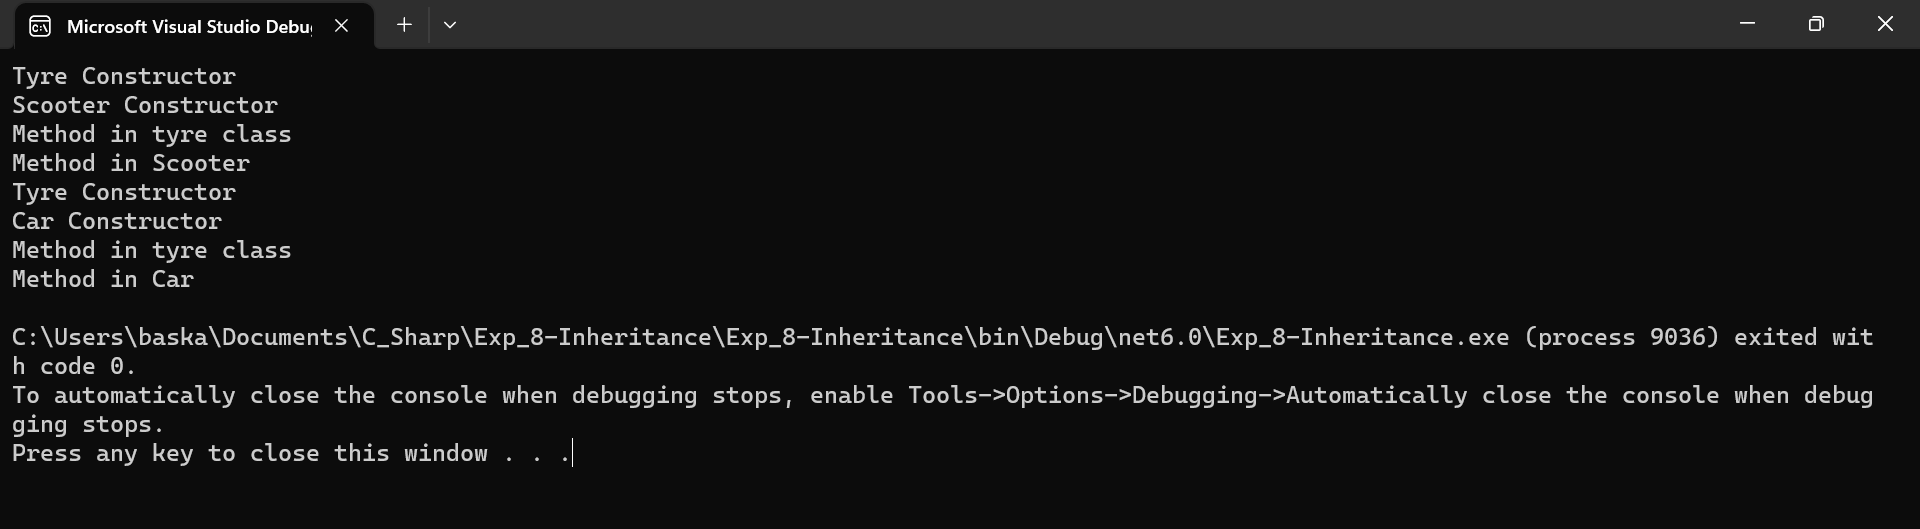 Microsoft Visual Studio Debu
Tyre Constructor
Scooter Constructor
Method in tyre class
Method in Scooter
Tyre Constructor
Car Constructor
Method in tyre class
Method in Car
C:\Users\baska\Documents\C_Sharp\Exp_8-Inheritance\Exp_8-Inheritance\bin\Debug\net6.0\Exp_8-Inheritance.exe (process 9036) exited wit
h code 0.
To automatically close the console when debugging stops, enable Tools->Options->Debugging->Automatically close the console when debug
ging stops.
Press any key to close this window . . .